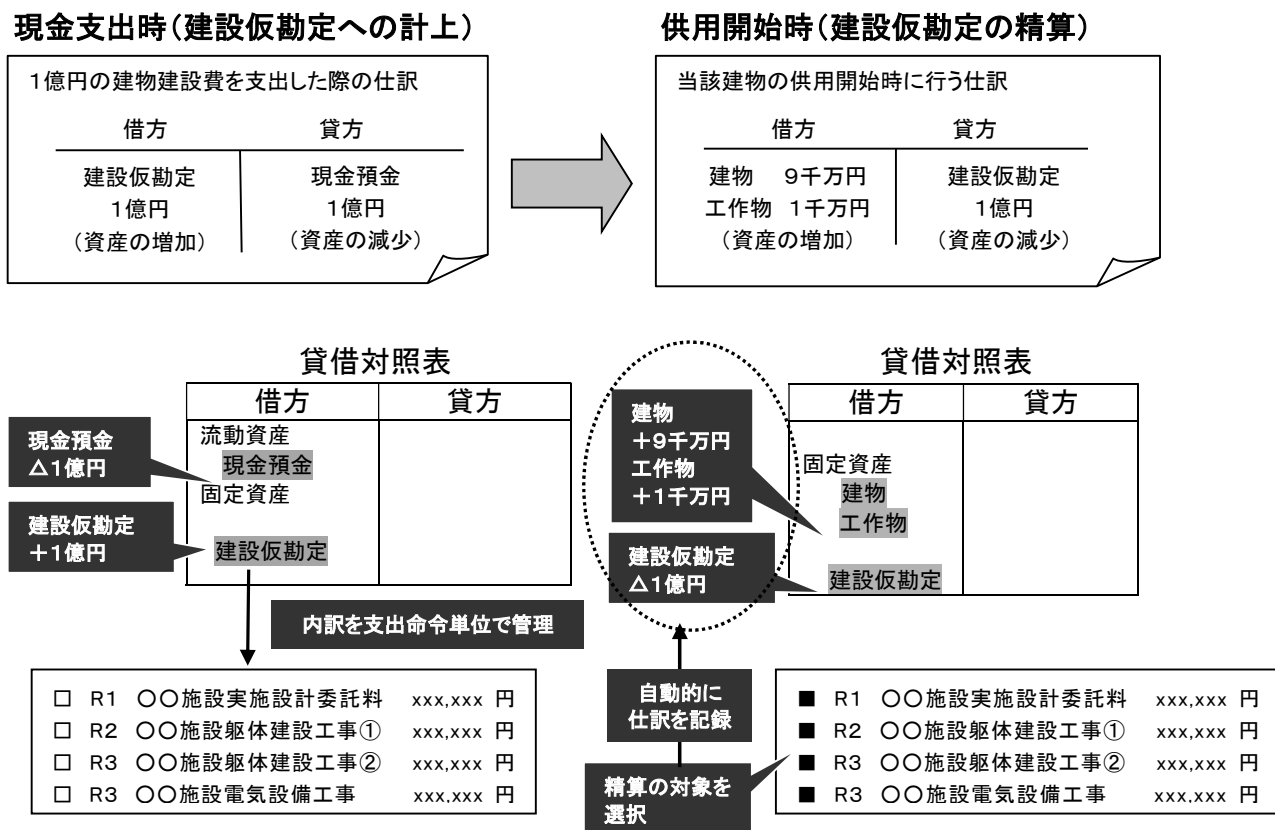 現金支出時(建設仮勘定への計上)
1億円の建物建設費を支出した際の仕訳
借方 貸方
建設仮勘定 現金預金
1億円 1億円
(資産の増加) (資産の減少)
供用開始時(建設仮勘定の精算)
当該建物の供用開始時に行う仕訳
借方 貸方
建物 9千万円 建設仮勘定
工作物 1千万円 1億円
(資産の増加) (資産の減少)
貸借対照表
借方 貸方
流動資産
現金預金
固定資産
建設仮勘定
現金預金
△1億円
建設仮勘定
+1億円
内訳を支出命令単位で管理
□ R1 〇〇施設実施設計委託料 xxx,xxx 円
□ R2 〇〇施設躯体建設工事① xxx,xxx 円
□ R3 〇〇施設躯体建設工事② xxx,xxx 円
□ R3 〇〇施設電気設備工事 xxx,xxx 円
貸借対照表
借方 貸方
固定資産
建物
工作物
建設仮勘定
建物
+9千万円
工作物
+1千万円
建設仮勘定
△1億円
自動的に
仕訳を記録
精算の対象を
選択
■ R1 〇〇施設実施設計委託料 xxx,xxx 円
■ R2 〇〇施設躯体建設工事① xxx,xxx 円
■ R3 〇〇施設躯体建設工事② xxx,xxx 円
■ R3 〇〇施設電気設備工事 xxx,xxx 円